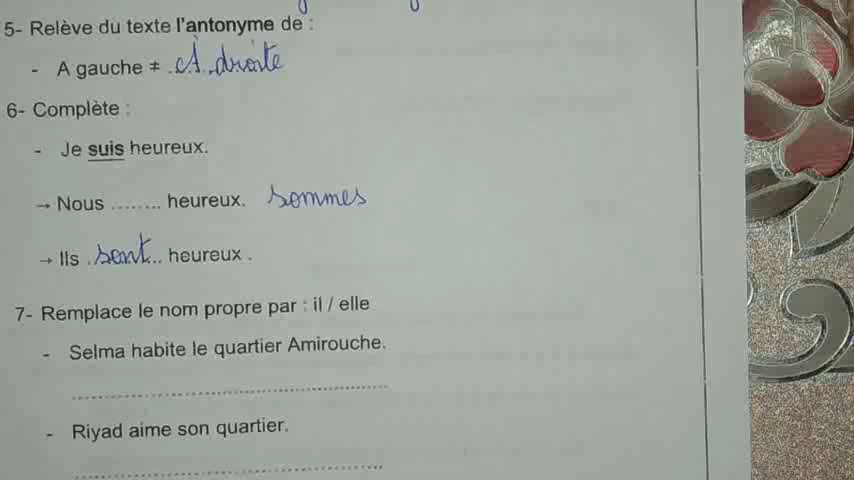 5- Relève du texte l'antonyme de :
- A gauche ≠ .À..droite
6- Complète :
- Je suis heureux.
→ Nous ........ heureux. sommes
→ Ils .sont... heureux .
7- Remplace le nom propre par : il / elle
- Selma habite le quartier Amirouche.
- Riyad aime son quartier.